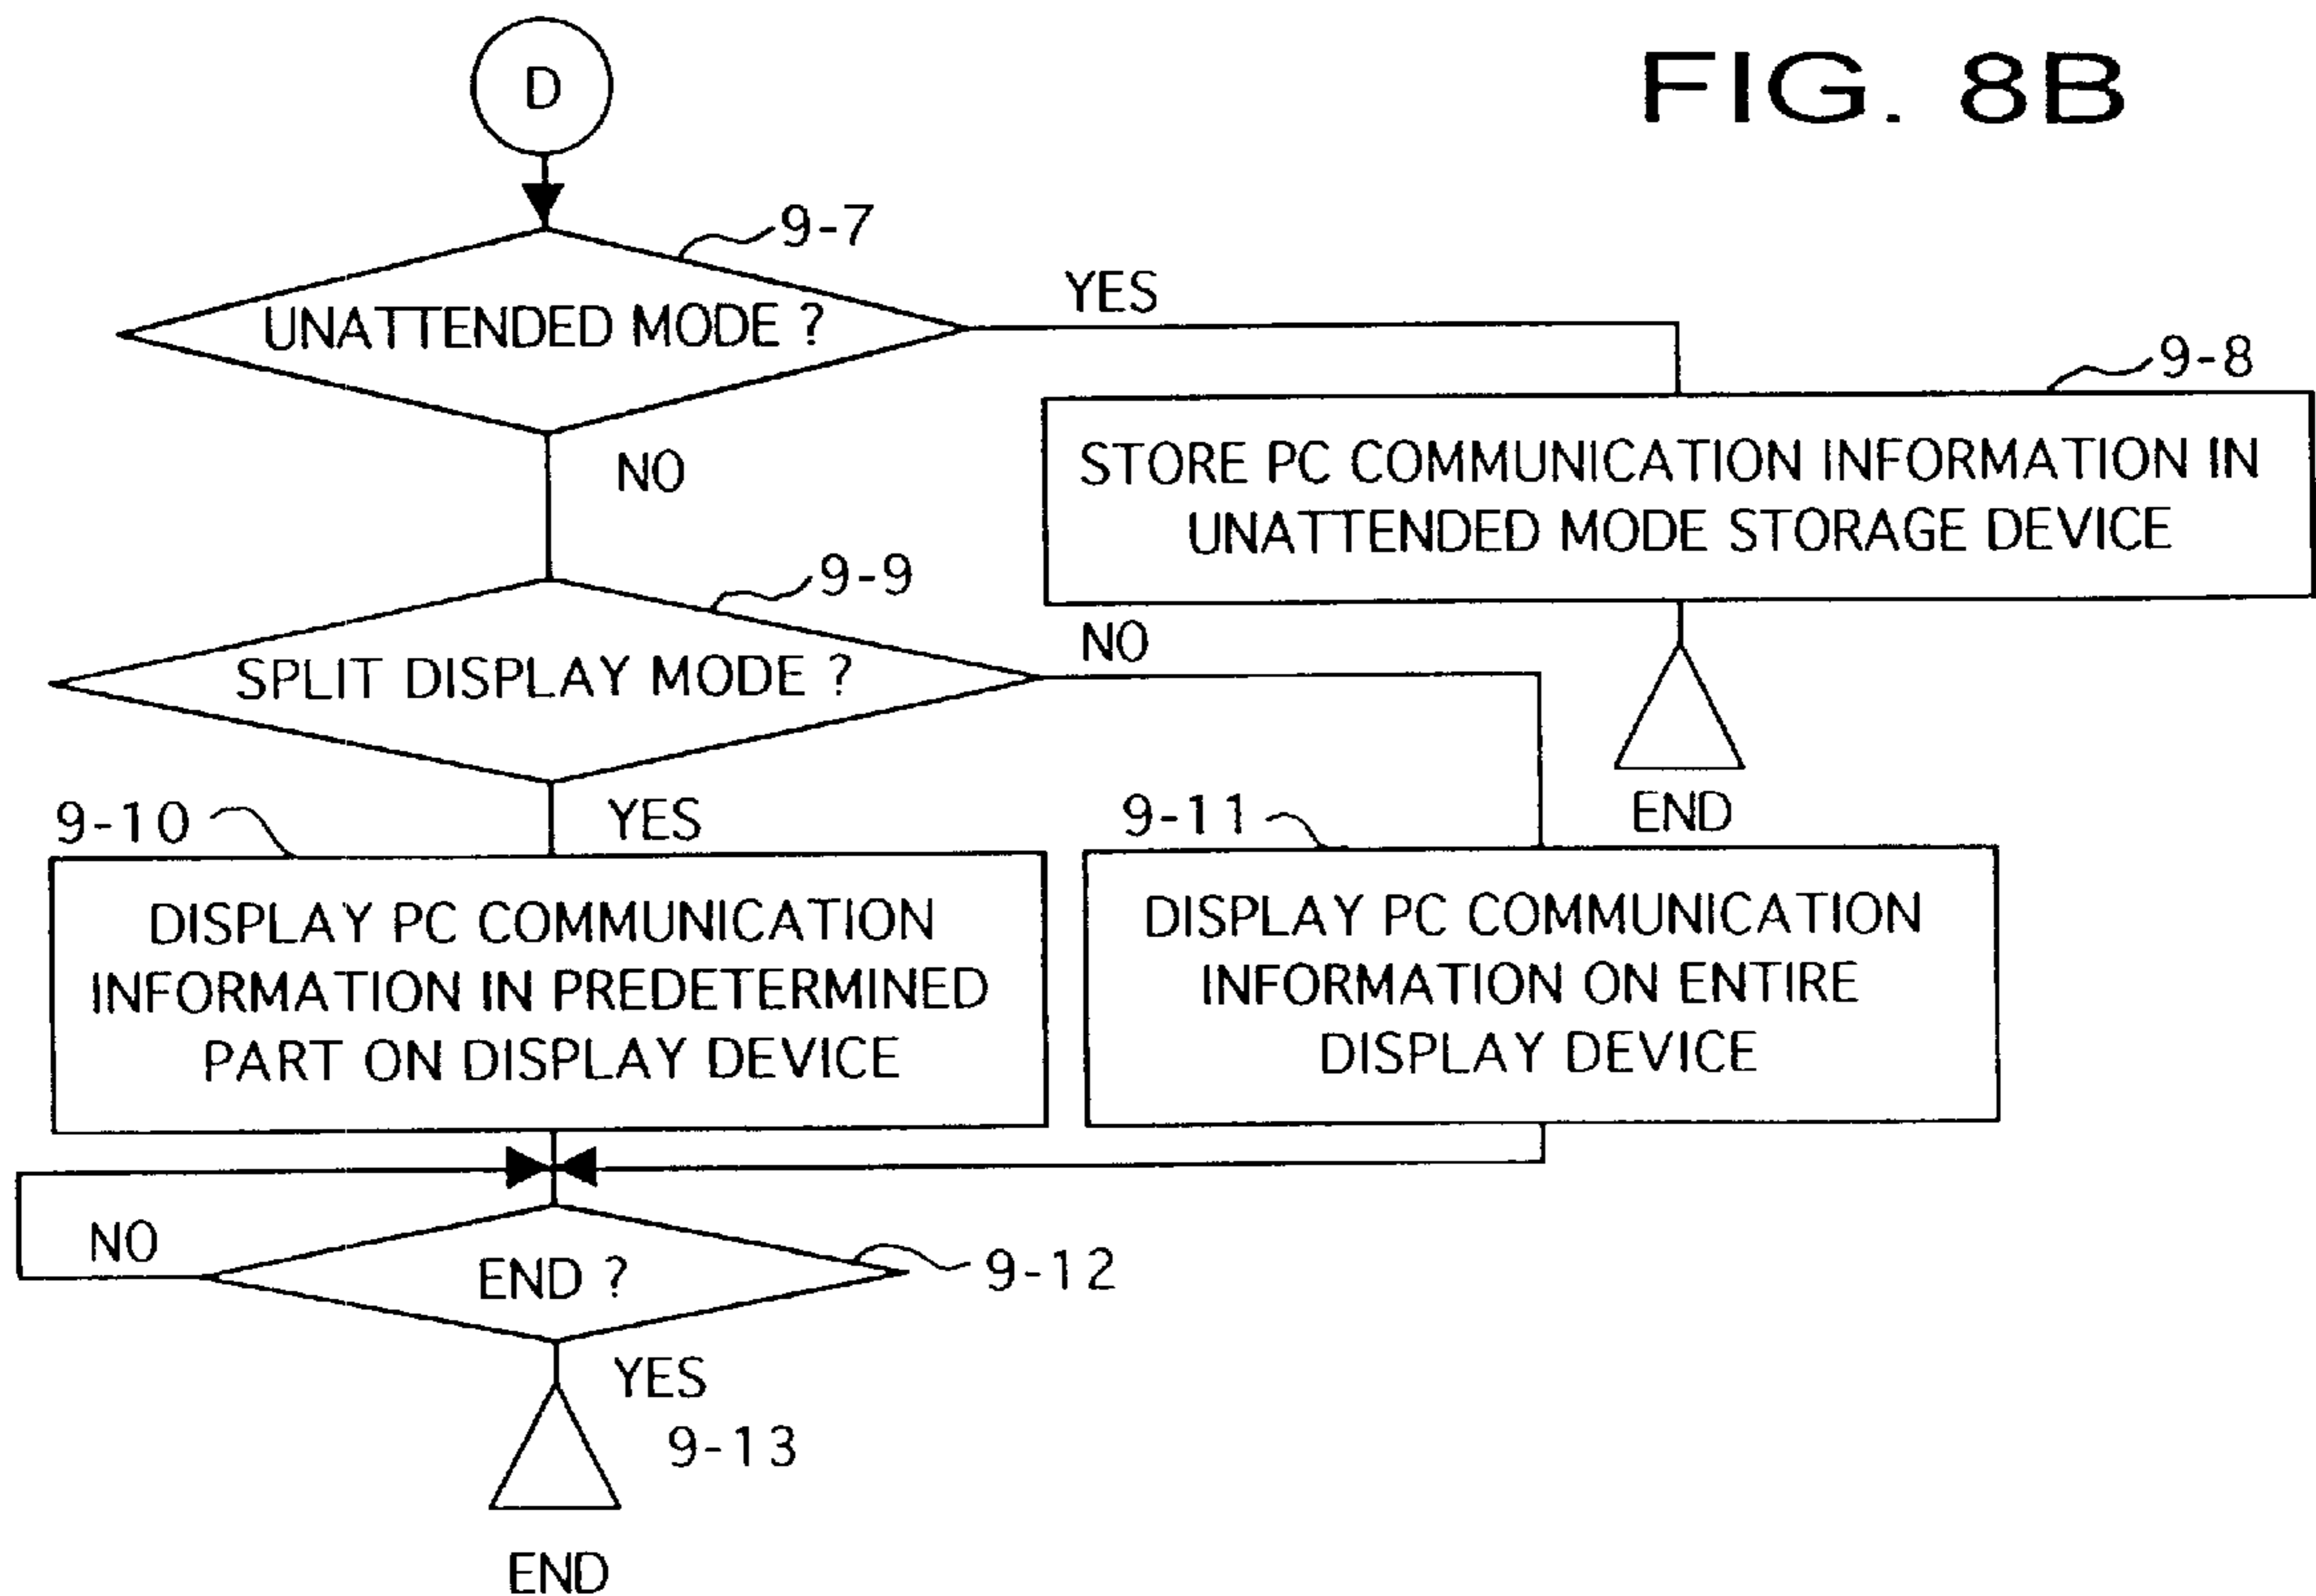 FIG. 8B
D
9-7
UNATTENDED MODE ?
YES
9-8
STORE PC COMMUNICATION INFORMATION IN
UNATTENDED MODE STORAGE DEVICE
NO
9-9
SPLIT DISPLAY MODE ?
NO
END
YES
9-10
DISPLAY PC COMMUNICATION
INFORMATION IN PREDETERMINED
PART ON DISPLAY DEVICE
9-11
DISPLAY PC COMMUNICATION
INFORMATION ON ENTIRE
DISPLAY DEVICE
NO
END ?
9-12
YES
9-13
END